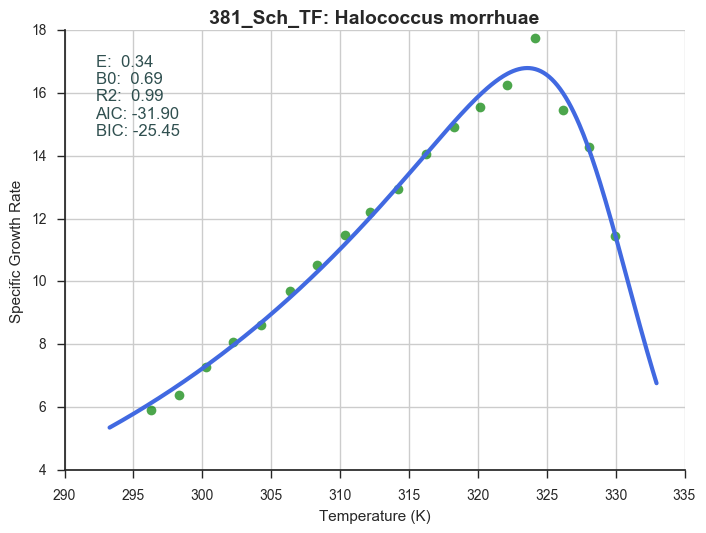 381_Sch_TF: Halococcus morrhuae
E:  0.34
B0:  0.69
R2:  0.99
AIC: -31.90
BIC: -25.45
Specific Growth Rate
18
16
14
12
10
8
6
4
290 295 300 305 310 315 320 325 330 335
Temperature (K)